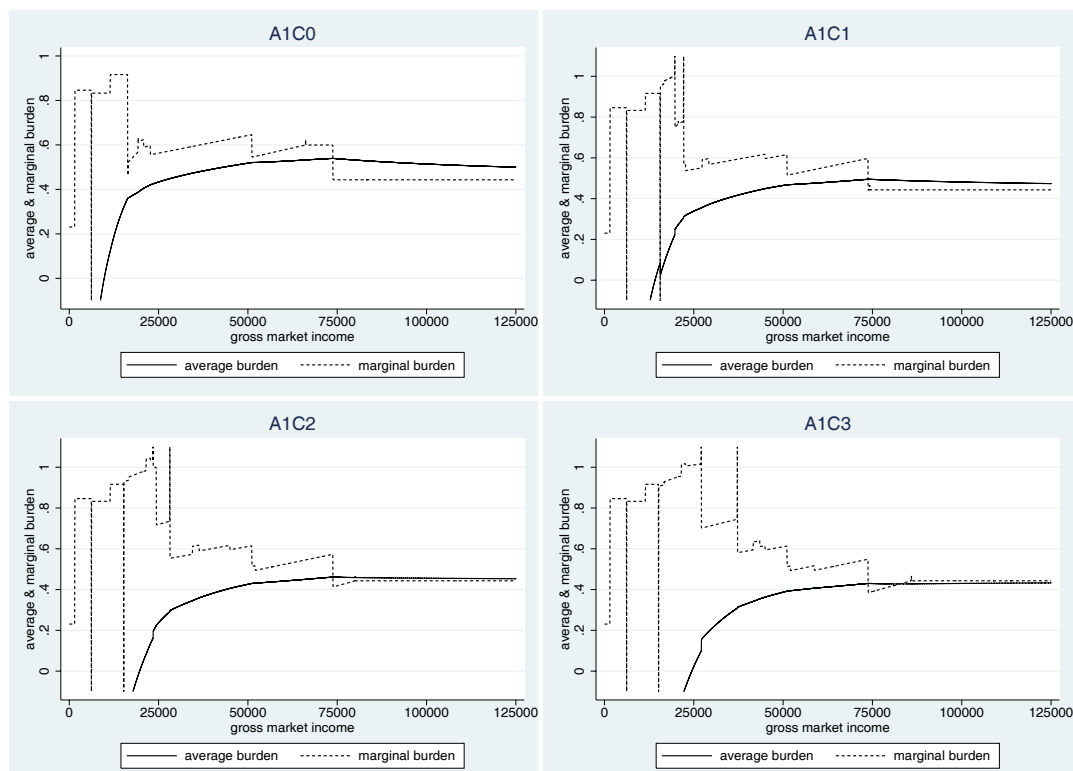 A1C0
average & marginal burden
1
.8
.6
.4
.2
0
0 25000 50000 75000 100000 125000
gross market income
average burden marginal burden
A1C1
average & marginal burden
1
.8
.6
.4
.2
0
0 25000 50000 75000 100000 125000
gross market income
average burden marginal burden
A1C2
average & marginal burden
1
.8
.6
.4
.2
0
0 25000 50000 75000 100000 125000
gross market income
average burden marginal burden
A1C3
average & marginal burden
1
.8
.6
.4
.2
0
0 25000 50000 75000 100000 125000
gross market income
average burden marginal burden